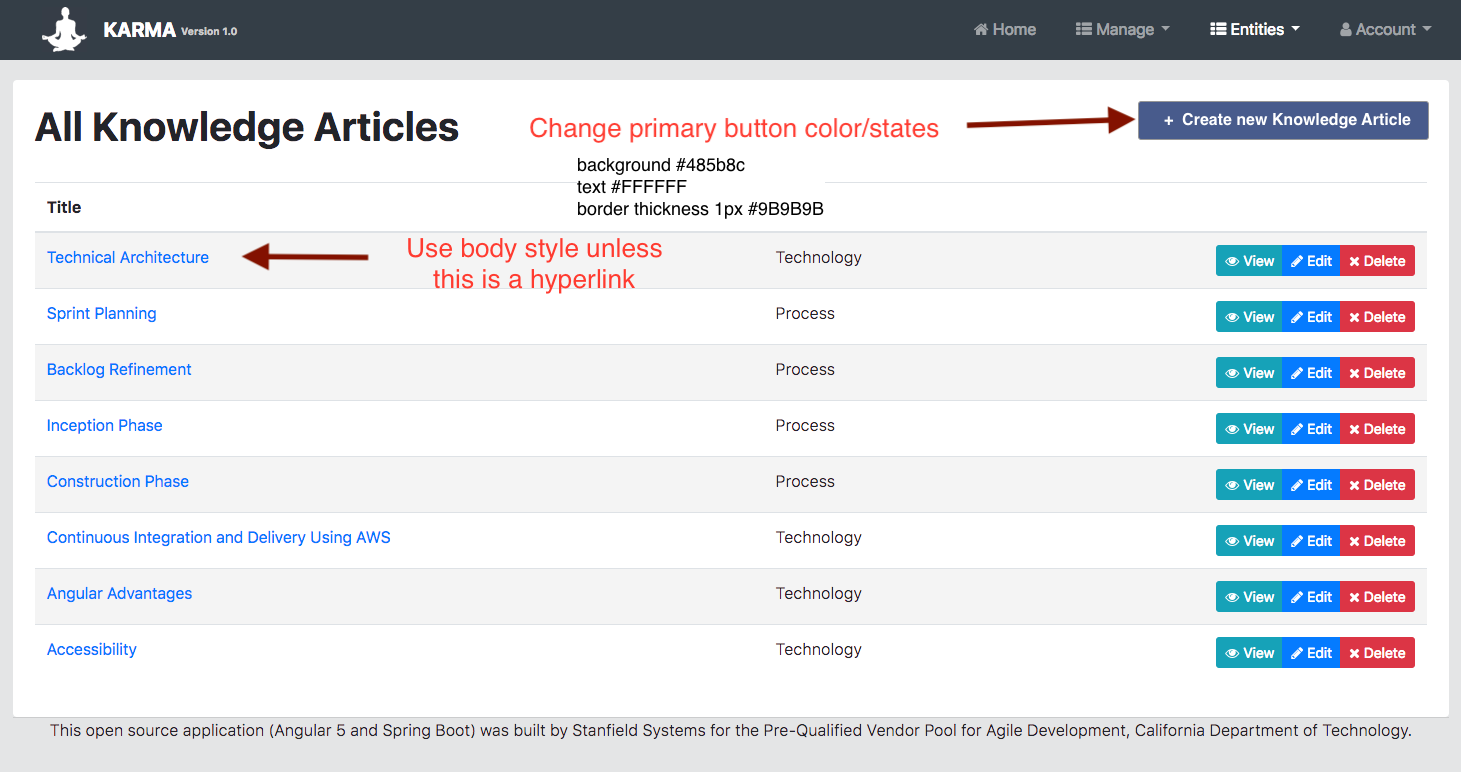 KARMA Version 1.0 Home Manage Entities Account
All Knowledge Articles
Change primary button color/states
+ Create new Knowledge Article
background #485b8c
text #FFFFFF
border thickness 1px #9B9B9B
Title
Technical Architecture
Use body style unless
this is a hyperlink
Technology View Edit Delete
Sprint Planning Process View Edit Delete
Backlog Refinement Process View Edit Delete
Inception Phase Process View Edit Delete
Construction Phase Process View Edit Delete
Continuous Integration and Delivery Using AWS Technology View Edit Delete
Angular Advantages Technology View Edit Delete
Accessibility Technology View Edit Delete
This open source application (Angular 5 and Spring Boot) was built by Stanfield Systems for the Pre-Qualified Vendor Pool for Agile Development, California Department of Technology.